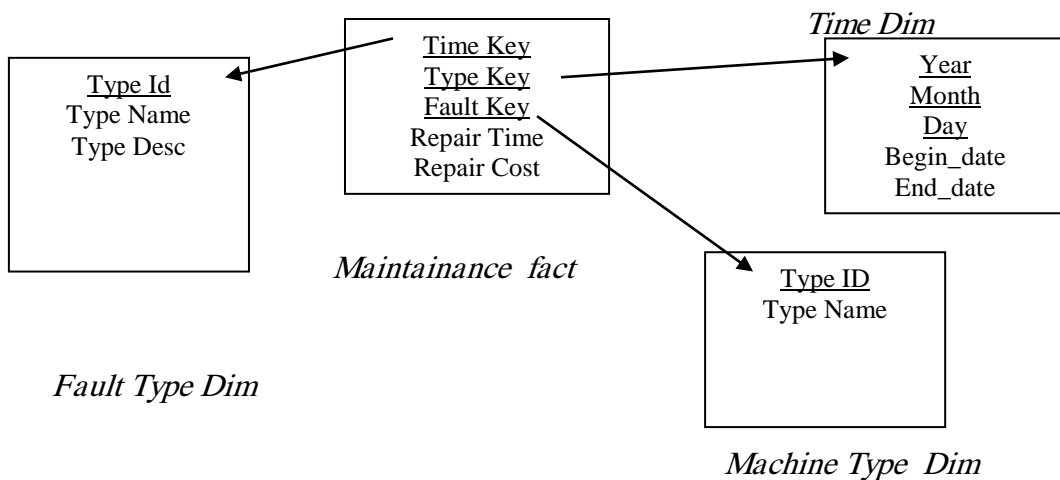 Type Id
Type Name
Type Desc
Fault Type Dim
Time Key
Type Key
Fault Key
Repair Time
Repair Cost
Maintainance fact
Time Dim
Year
Month
Day
Begin_date
End_date
Type ID
Type Name
Machine Type Dim